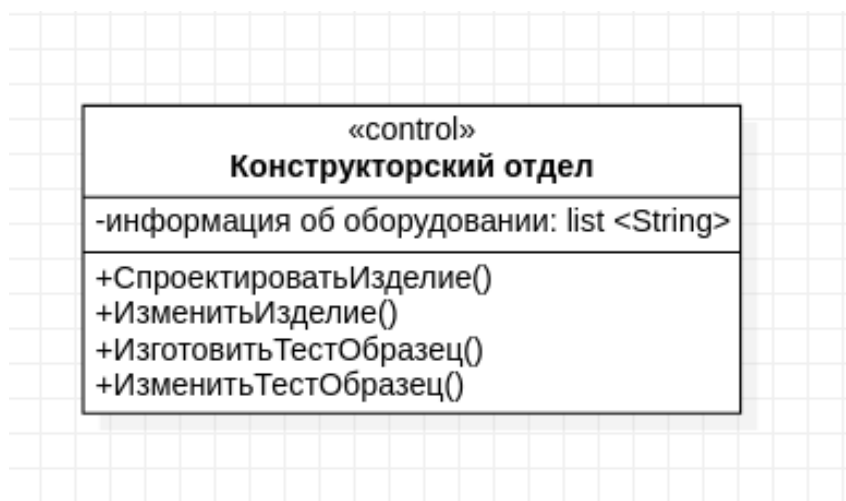 «control»
Конструкторский отдел
-информация об оборудовании: list <String>
+СпроектироватьИзделие()
+ИзменитьИзделие()
+ИзготовитьТестОбразец()
+ИзменитьТестОбразец()